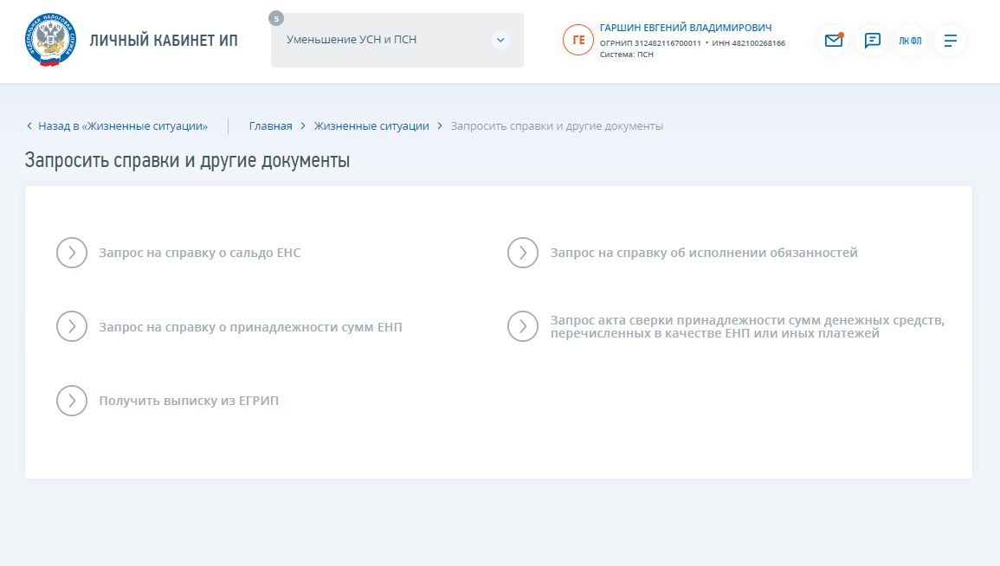 ФЕДЕРАЛЬНАЯ НАЛОГОВАЯ СЛУЖБА
ЛИЧНЫЙ КАБИНЕТ ИП
5
Уменьшение УСН и ПСН
ГЕ
ГАРШИН ЕВГЕНИЙ ВЛАДИМИРОВИЧ
ОГРНИП 312482116700011 • ИНН 482100268166
Система: ПСН
ЛК ФЛ
Назад в «Жизненные ситуации»
Главная > Жизненные ситуации > Запросить справки и другие документы
Запросить справки и другие документы
Запрос на справку о сальдо ЕНС
Запрос на справку об исполнении обязанностей
Запрос на справку о принадлежности сумм ЕНП
Запрос акта сверки принадлежности сумм денежных средств,
перечисленных в качестве ЕНП или иных платежей
Получить выписку из ЕГРИП